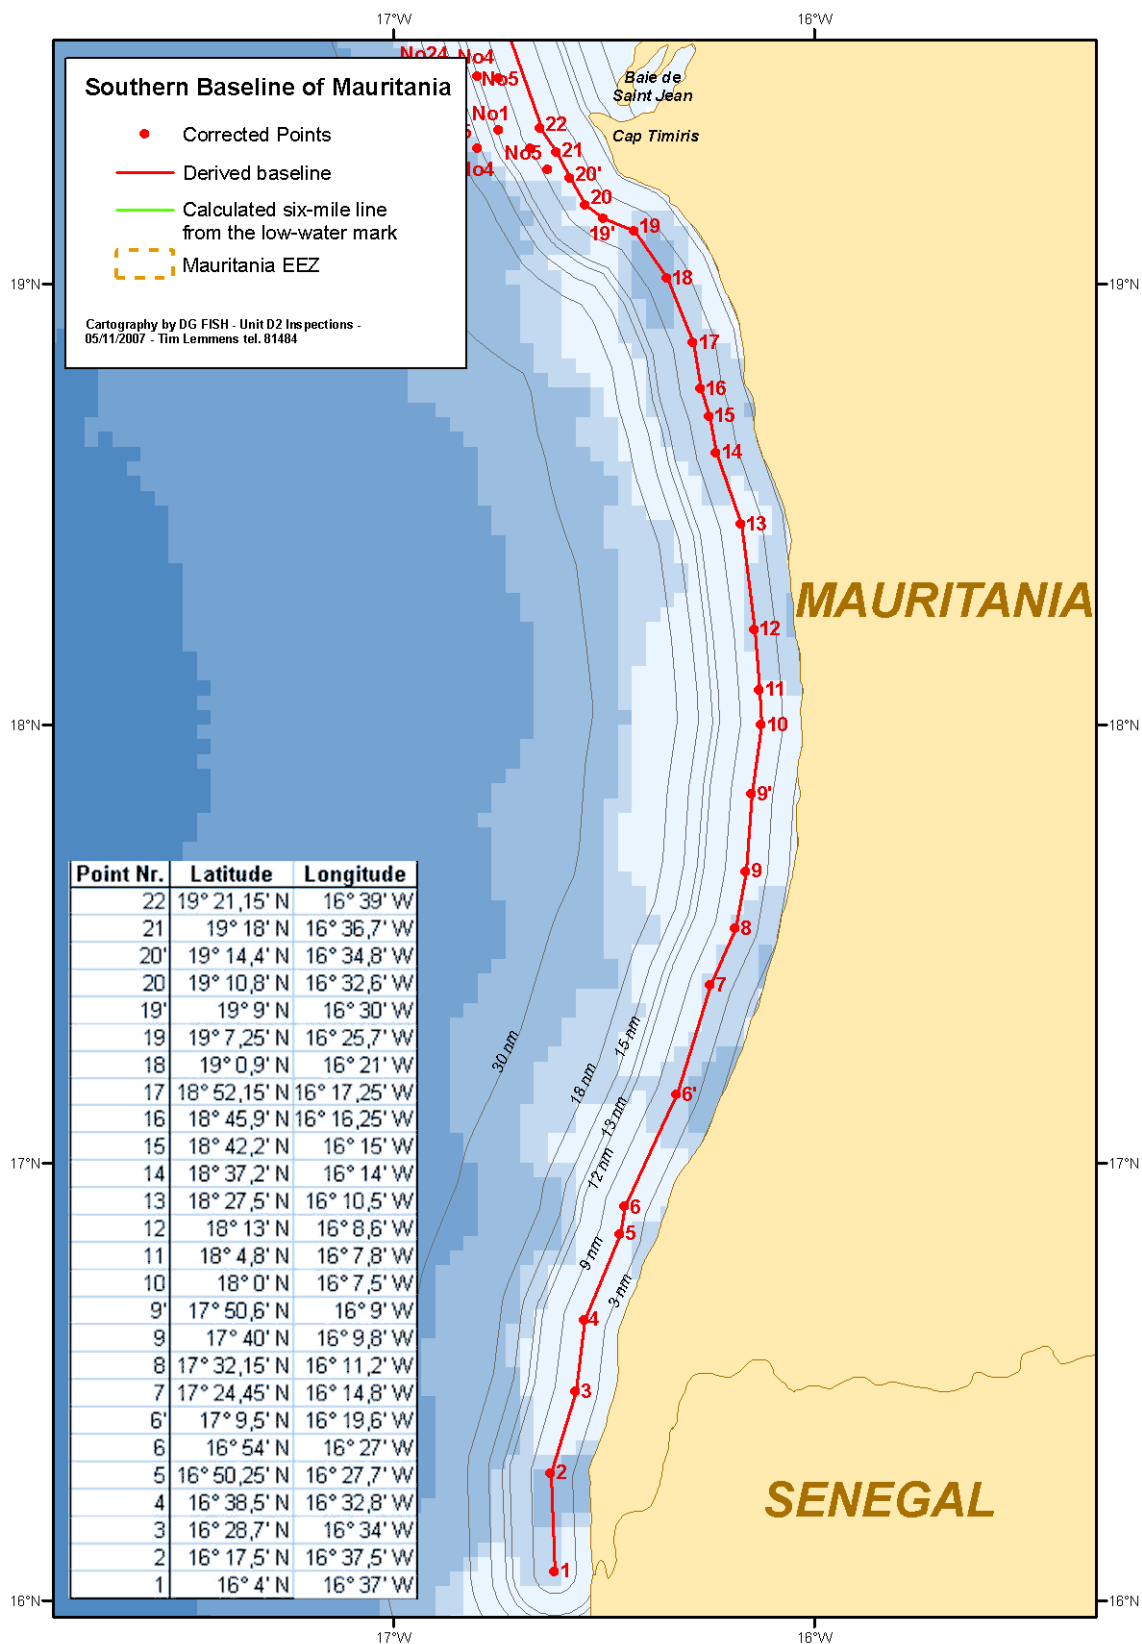 17°W
16°W
No24
No4
No5
No1
No5
Southern Baseline of Mauritania
Corrected Points
Derived baseline
Calculated six-mile line
from the low-water mark
Mauritania EEZ
Cartography by DG FISH - Unit D2 Inspections -
05/11/2007 - Tim Lemmens tel. 81484
Baie de
Saint Jean
Cap Timiris
22
21
20'
20
19'
19
18
17
16
15
14
13
12
11
10
9'
9
8
7
6'
6
5
4
3
2
1
19°N
19°N
18°N
18°N
17°N
17°N
16°N
16°N
MAURITANIA
SENEGAL
30 nm
18 nm
15 nm
13 nm
12 nm
9 nm
3 nm
Point Nr. Latitude Longitude
22 19° 21,15' N 16° 39' W
21 19° 18' N 16° 36,7' W
20' 19° 14,4' N 16° 34,8' W
20 19° 10,8' N 16° 32,6' W
19' 19° 9' N 16° 30' W
19 19° 7,25' N 16° 25,7' W
18 19° 0,9' N 16° 21' W
17 18° 52,15' N 16° 17,25' W
16 18° 45,9' N 16° 16,25' W
15 18° 42,2' N 16° 15' W
14 18° 37,2' N 16° 14' W
13 18° 27,5' N 16° 10,5' W
12 18° 13' N 16° 8,6' W
11 18° 4,8' N 16° 7,8' W
10 18° 0' N 16° 7,5' W
9' 17° 50,6' N 16° 9' W
9 17° 40' N 16° 9,8' W
8 17° 32,15' N 16° 11,2' W
7 17° 24,45' N 16° 14,8' W
6' 17° 9,5' N 16° 19,6' W
6 16° 54' N 16° 27' W
5 16° 50,25' N 16° 27,7' W
4 16° 38,5' N 16° 32,8' W
3 16° 28,7' N 16° 34' W
2 16° 17,5' N 16° 37,5' W
1 16° 4' N 16° 37' W
17°W
16°W